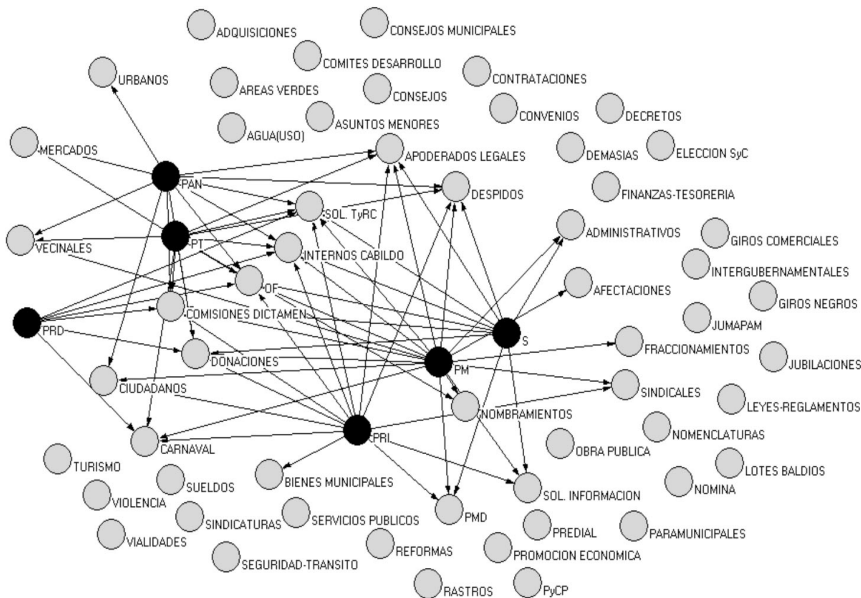 ADQUISICIONES
CONSEJOS MUNICIPALES
COMITES DESARROLLO
URBANOS
CONTRATACIONES
AREAS VERDES
CONSEJOS
CONVENIOS
DECRETOS
ASUNTOS MENORES
AGUA(USO)
MERCADOS
APODERADOS LEGALES
DEMASIAS
ELECCION SyC
PAN
DESPIDOS
FINANZAS-TESORERIA
SOL. TyRC
ADMINISTRATIVOS
GIROS COMERCIALES
VECINALES
PT
INTERNOS CABILDO
INTERGUBERNAMENTALES
OF
AFECTACIONES
GIROS NEGROS
COMISIONES DICTAMEN
JUMAPAM
PRD
S
FRACCIONAMIENTOS
DONACIONES
PM
JUBILACIONES
CIUDADANOS
SINDICALES
NOMBRAMIENTOS
LEYES-REGLAMENTOS
PRI
NOMENCLATURAS
CARNAVAL
OBRA PUBLICA
TURISMO
LOTES BALDIOS
SUELDOS
BIENES MUNICIPALES
NOMINA
VIOLENCIA
SOL. INFORMACION
SINDICATURAS
SERVICIOS PUBLICOS
PMD
VIALIDADES
PREDIAL
PARAMUNICIPALES
REFORMAS
PROMOCION ECONOMICA
SEGURIDAD-TRANSITO
RASTROS
PyCP